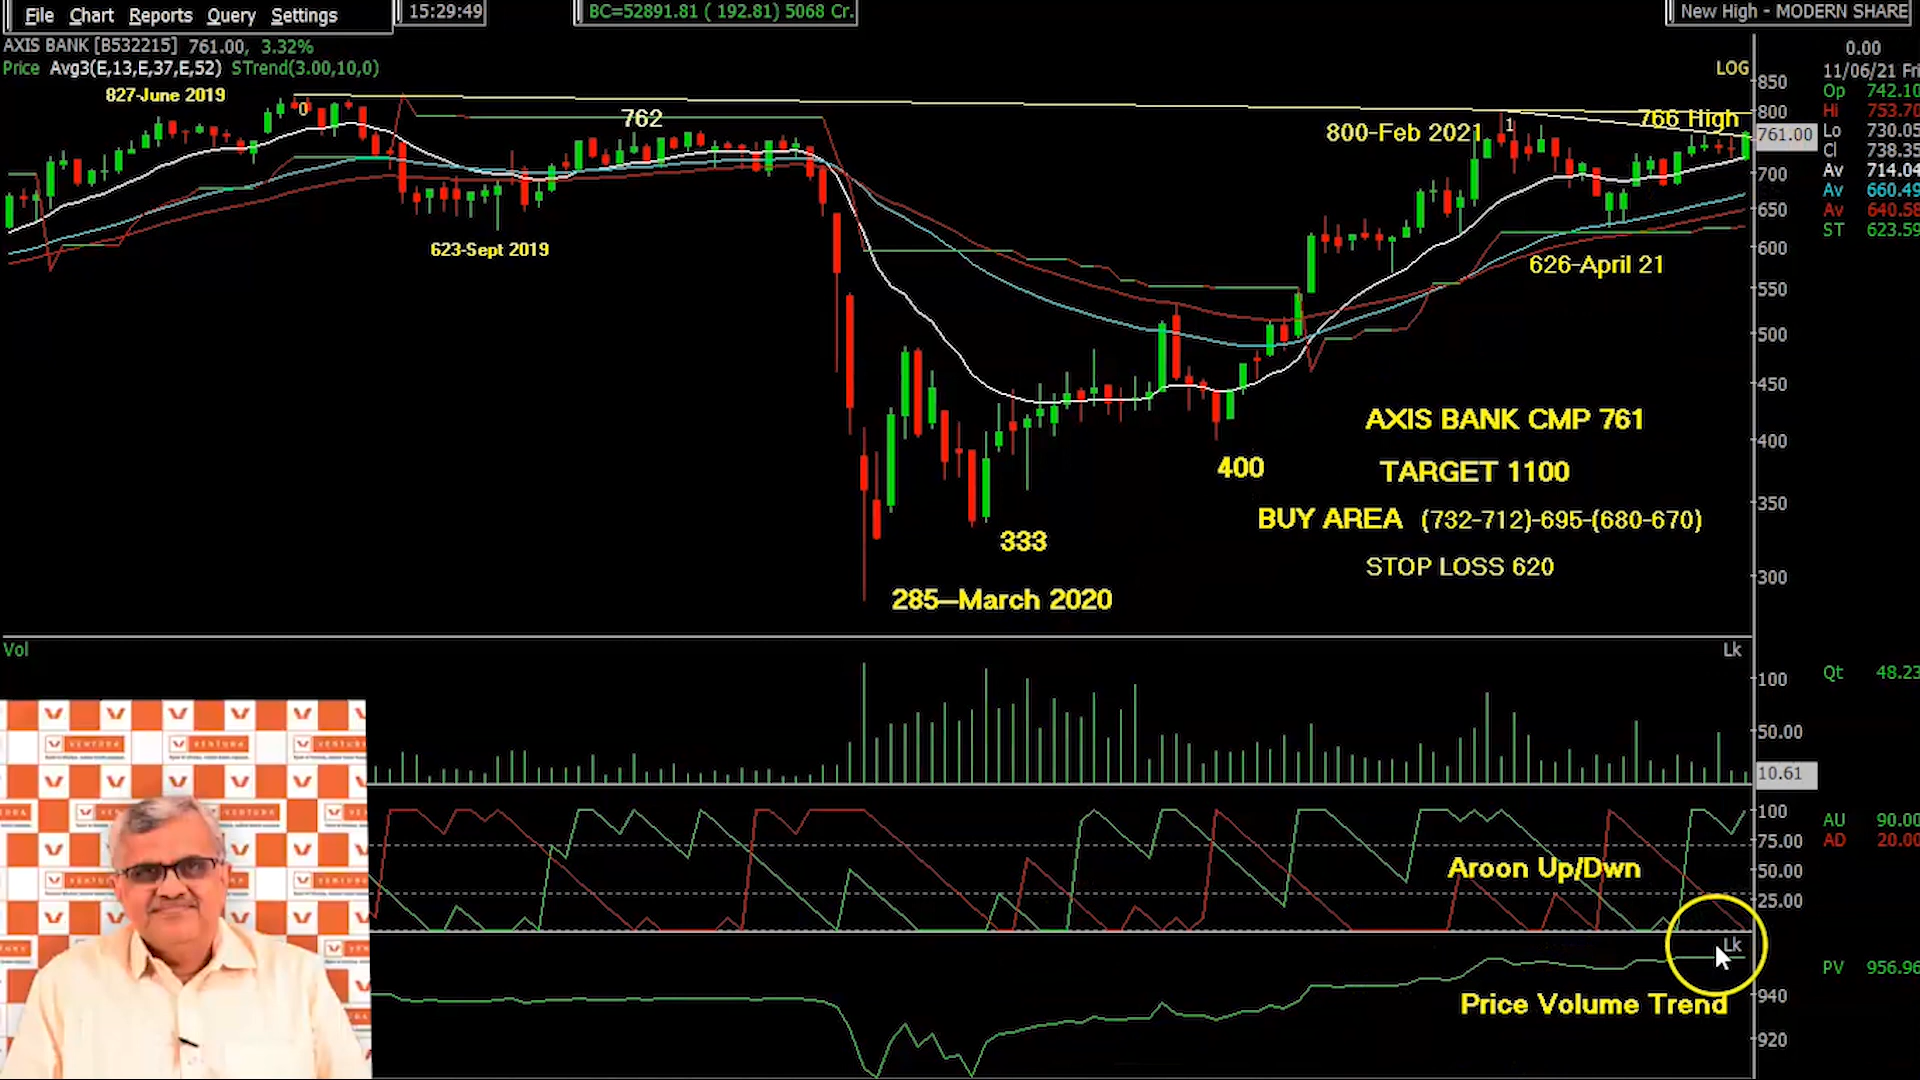 File Chart Reports Query Settings
15:29:49
BC=52891.81 ( 192.81) 5068 Cr.
New High - MODERN SHARE
AXIS BANK [B532215] 761.00, 3.32%
Price Avg3(E,13,E,37,E,52) STrend(3.00,10,0)
LOG
827-June 2019
0
762
800-Feb 2021
1
766 High
623-Sept 2019
626-April 21
AXIS BANK CMP 761
TARGET 1100
BUY AREA (732-712)-695-(680-670)
STOP LOSS 620
400
333
285—March 2020
850
800
761.00
700
650
600
550
500
450
400
350
300
0.00
11/06/21 Fri
Op 742.10
Hi 753.70
Lo 730.05
Cl 738.35
Av 714.04
Av 660.49
Av 640.58
ST 623.59
Vol
Lk
100
50.00
10.61
Qt 48.23
100
75.00
50.00
25.00
AU 90.00
AD 20.00
Aroon Up/Dwn
Lk
Price Volume Trend
940
920
PV 956.96
VENTURA
VENTURA
VENTURA